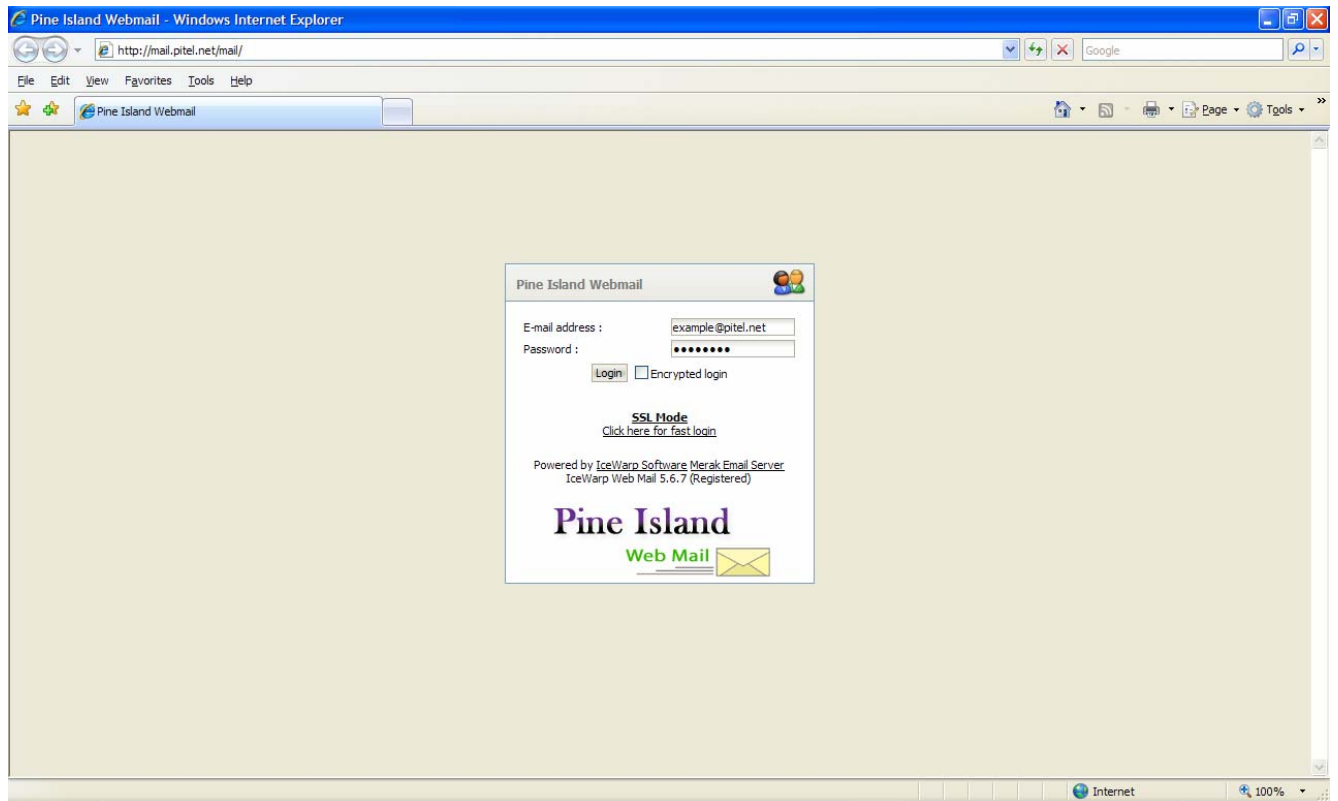 Pine Island Webmail - Windows Internet Explorer
http://mail.pitel.net/mail/
Google
File Edit View Favorites Tools Help
Pine Island Webmail
Page Tools
Pine Island Webmail
E-mail address : example@pitel.net
Password : ••••••••
Login Encrypted login
SSL Mode
Click here for fast login
Powered by IceWarp Software Merak Email Server
IceWarp Web Mail 5.6.7 (Registered)
Pine Island
Web Mail
Internet 100%